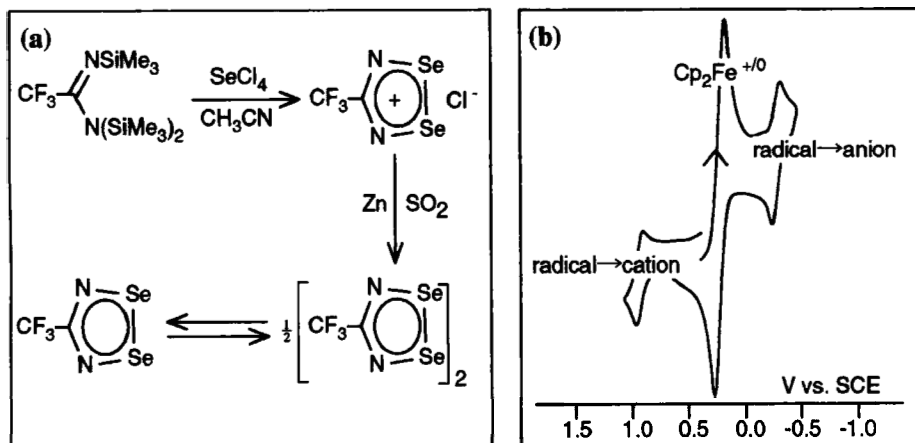 (a)
NSiMe3
CF3
N(SiMe3)2
SeCl4
CH3CN
CF3
N
Se
+
N
Se
Cl-
Zn
SO2
CF3
N
Se
N
Se
1/2
CF3
N
Se
N
Se
2
(b)
Cp2Fe+/0
radical→anion
radical→cation
V vs. SCE
1.5 1.0 0.5 0.0 -0.5 -1.0